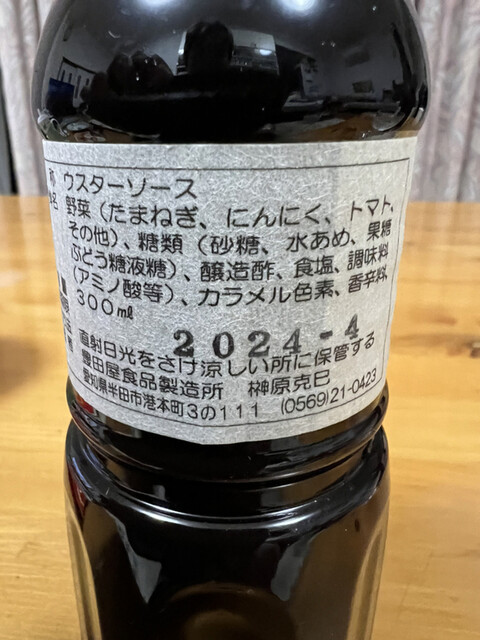 ウスターソース
野菜（たまねぎ、にんにく、トマト、
その他）、糖類（砂糖、水あめ、果糖
ぶどう糖液糖）、醸造酢、食塩、調味料
（アミノ酸等）、カラメル色素、香辛料、
300ml
2024-4
直射日光をさけ涼しい所に保管する
豊田屋食品製造所 榊原克巳
愛知県半田市港本町3の111 (0569)21-0423